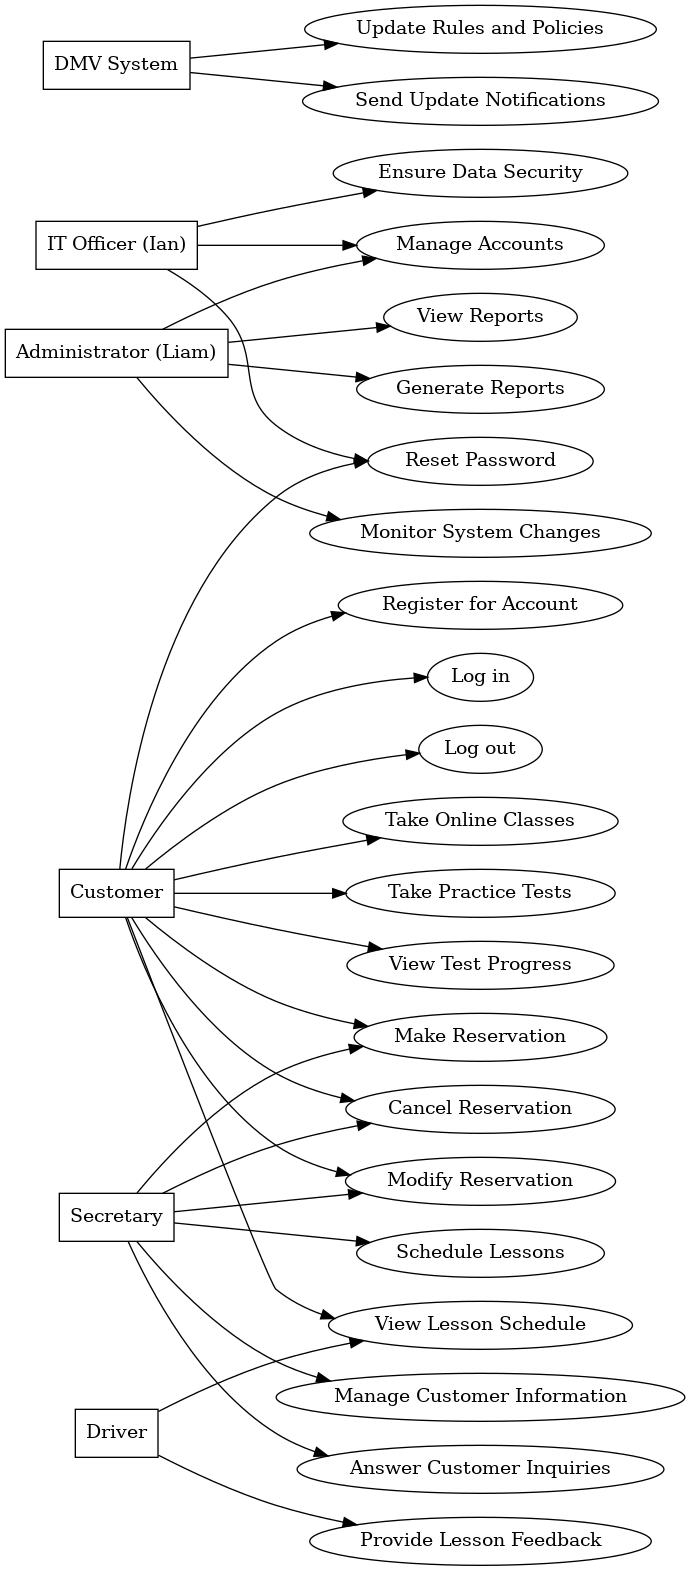 Update Rules and Policies
DMV System
Send Update Notifications
Ensure Data Security
IT Officer (Ian)
Manage Accounts
View Reports
Administrator (Liam)
Generate Reports
Reset Password
Monitor System Changes
Register for Account
Log in
Log out
Take Online Classes
Customer
Take Practice Tests
View Test Progress
Make Reservation
Cancel Reservation
Modify Reservation
Secretary
Schedule Lessons
View Lesson Schedule
Manage Customer Information
Driver
Answer Customer Inquiries
Provide Lesson Feedback